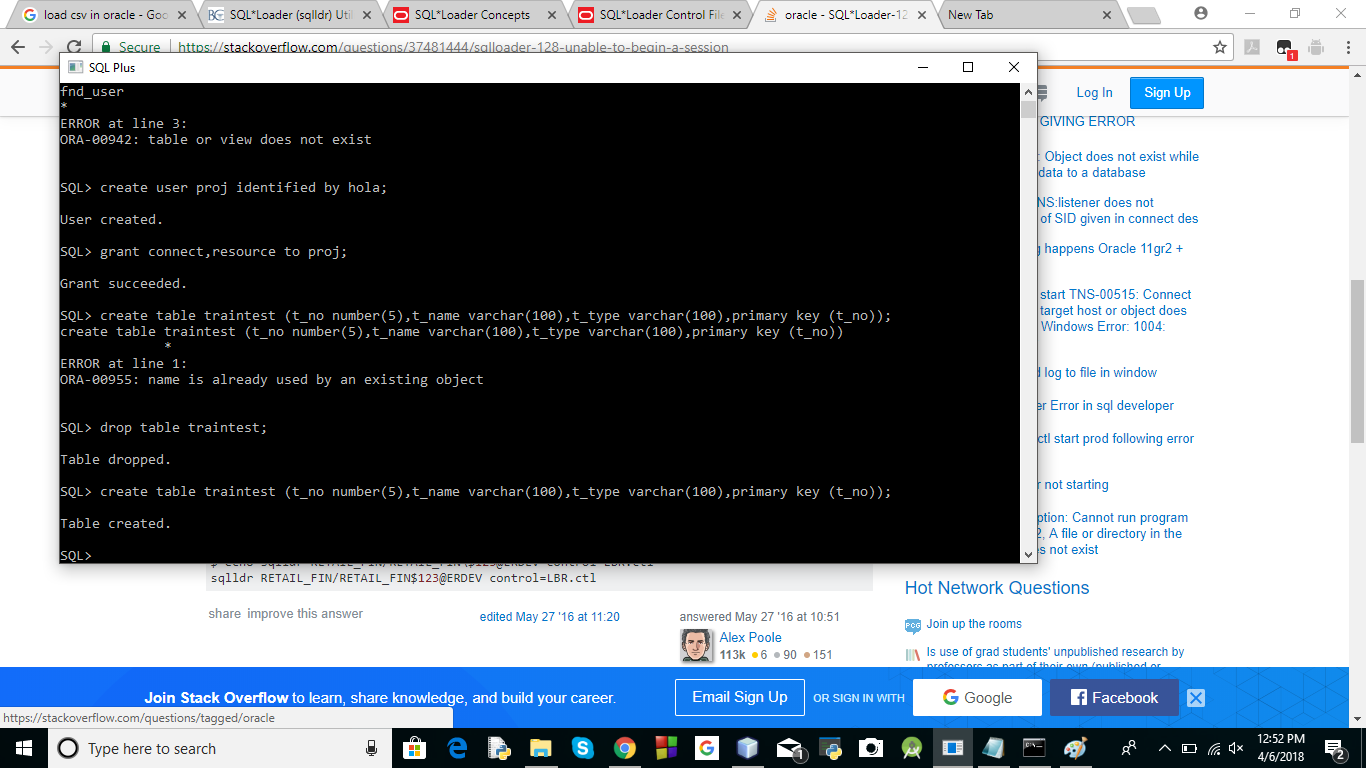 load csv in oracle - Goo
SQL*Loader (sqlldr) Uti
SQL*Loader Concepts
SQL*Loader Control File
oracle - SQL*Loader-12
New Tab
Secure
https://stackoverflow.com/questions/37481444/sqlloader-128-unable-to-begin-a-session
1
SQL Plus
fnd_user
*
ERROR at line 3:
ORA-00942: table or view does not exist
SQL> create user proj identified by hola;
User created.
SQL> grant connect,resource to proj;
Grant succeeded.
SQL> create table traintest (t_no number(5),t_name varchar(100),t_type varchar(100),primary key (t_no));
create table traintest (t_no number(5),t_name varchar(100),t_type varchar(100),primary key (t_no))
*
ERROR at line 1:
ORA-00955: name is already used by an existing object
SQL> drop table traintest;
Table dropped.
SQL> create table traintest (t_no number(5),t_name varchar(100),t_type varchar(100),primary key (t_no));
Table created.
SQL>
Log In
Sign Up
GIVING ERROR
: Object does not exist while
data to a database
NS:listener does not
of SID given in connect des
g happens Oracle 11gr2 +
start TNS-00515: Connect
target host or object does
Windows Error: 1004:
d log to file in window
er Error in sql developer
ctl start prod following error
r not starting
ption: Cannot run program
2, A file or directory in the
es not exist
sqlldr RETAIL_FIN/RETAIL_FIN$123@ERDEV control=LBR.ctl
share improve this answer
edited May 27 '16 at 11:20
answered May 27 '16 at 10:51
Alex Poole
113k 6 90 151
Hot Network Questions
PCG
Join up the rooms
Is use of grad students' unpublished research by
professors as part of their own (published or
Join Stack Overflow to learn, share knowledge, and build your career.
Email Sign Up
OR SIGN IN WITH
Google
Facebook
https://stackoverflow.com/questions/tagged/oracle
Type here to search
1
12:52 PM
4/6/2018
2